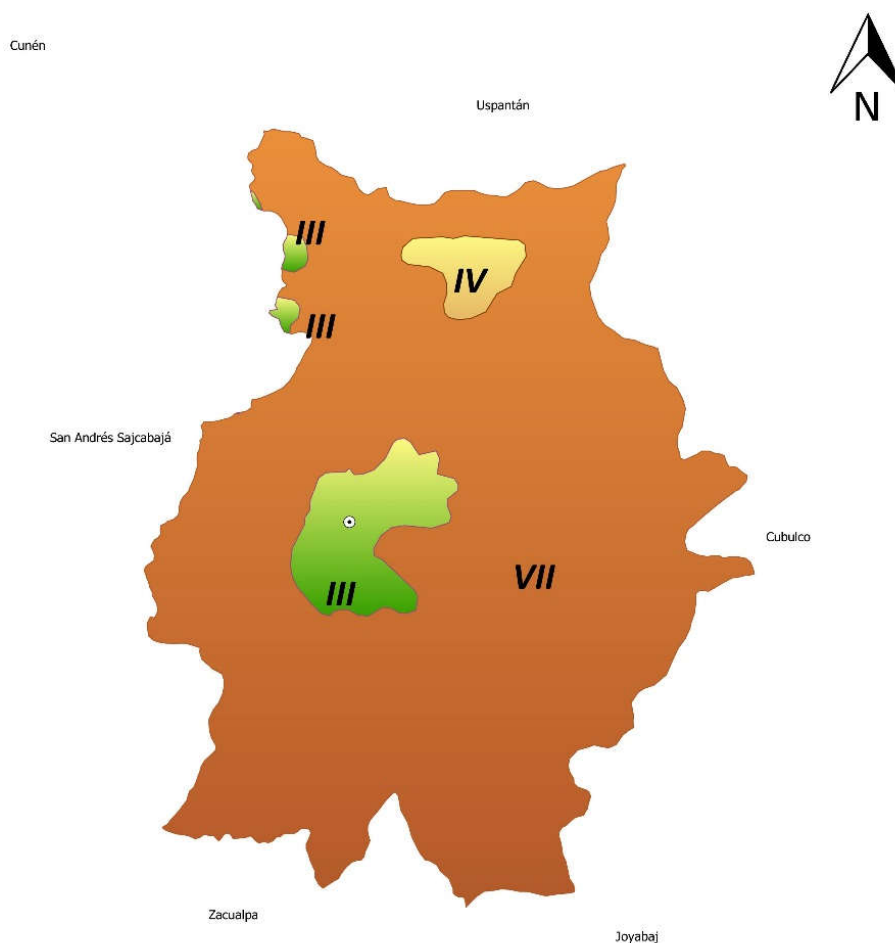 Cunén
Uspantán
N
III
IV
III
San Andrés Sajcabajá
Cubulco
VII
III
Zacualpa
Joyabaj